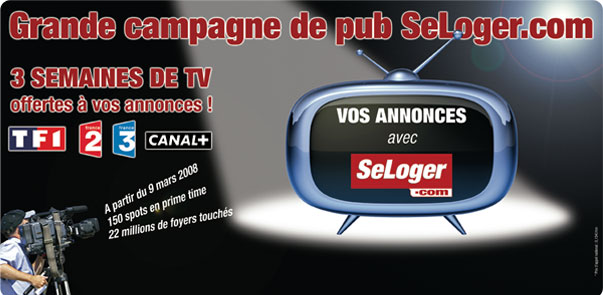 Grande campagne de pub SeLoger.com
3 SEMAINES DE TV
offertes à vos annonces !
TF1
france 2
france 3
CANAL+
A partir du 9 mars 2008
150 spots en prime time
22 millions de foyers touchés
VOS ANNONCES
avec
SeLoger
.com